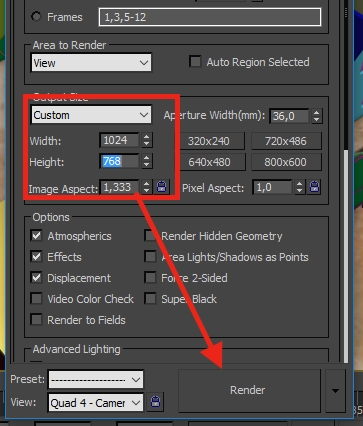 Frames 1,3,5-12
Area to Render
View Auto Region Selected
Output Size
Custom Aperture Width(mm): 36,0
Width: 1024 320x240 720x486
Height: 768 640x480 800x600
Image Aspect: 1,333 Pixel Aspect: 1,0
Options
Atmospherics Render Hidden Geometry
Effects Area Lights/Shadows as Points
Displacement Force 2-Sided
Video Color Check Super Black
Render to Fields
Advanced Lighting
Preset: --------------------
View: Quad 4 - Camer Render